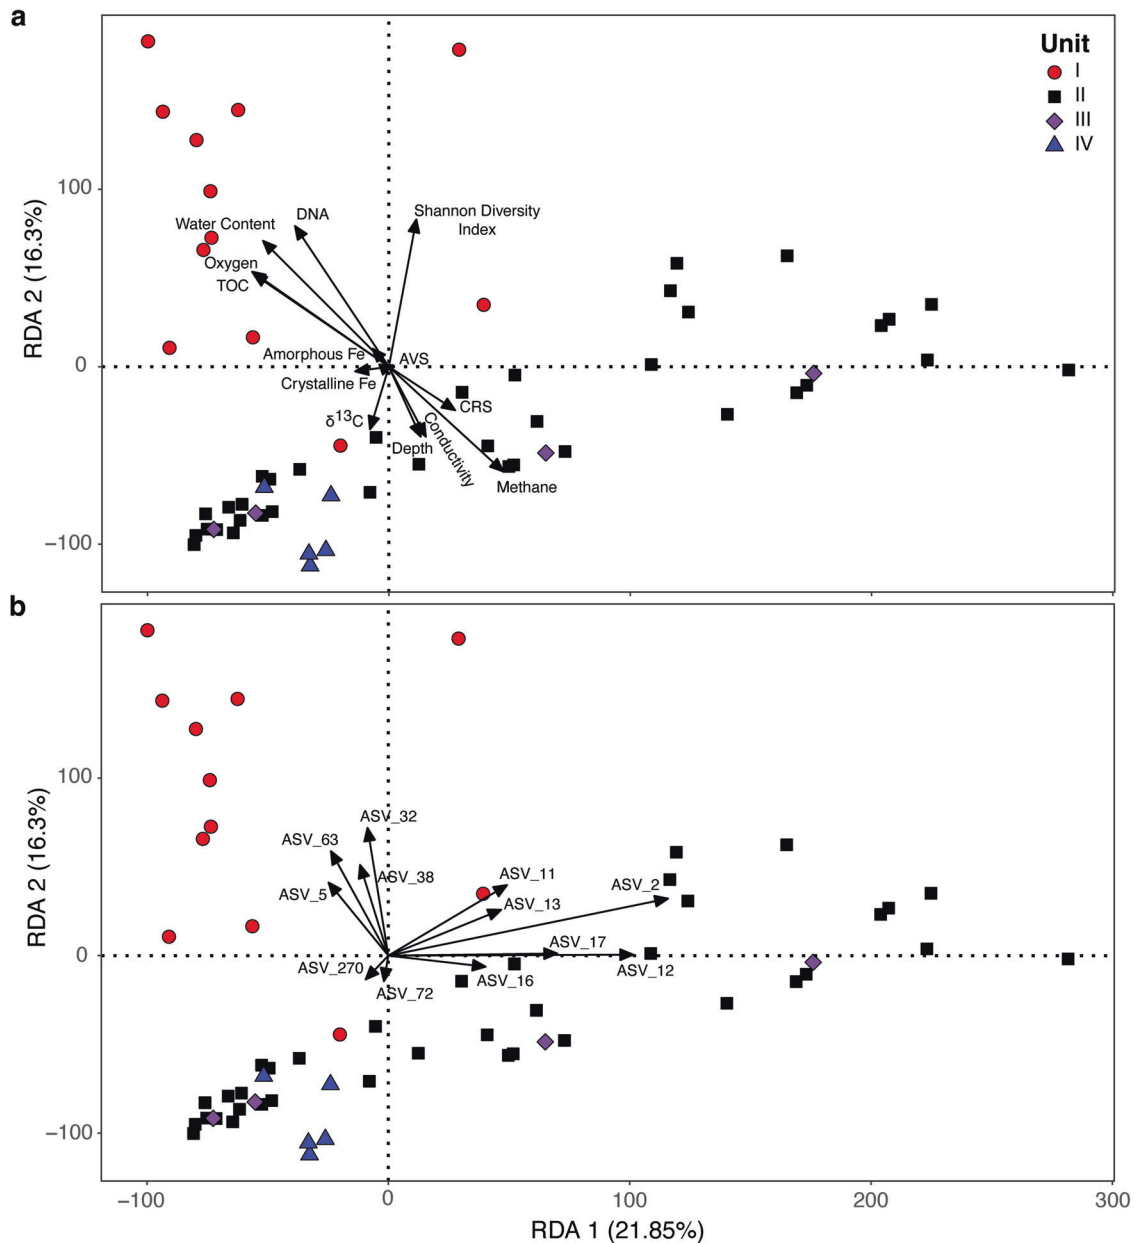 a
Unit
I
II
III
IV
RDA 2 (16.3%)
100
0
−100
DNA
Water Content
Shannon Diversity
Index
Oxygen
TOC
Amorphous Fe
AVS
Crystalline Fe
δ13C
CRS
Depth
Conductivity
Methane
b
RDA 2 (16.3%)
100
0
−100
ASV_32
ASV_63
ASV_38
ASV_5
ASV_11
ASV_2
ASV_13
ASV_17
ASV_270
ASV_12
ASV_16
ASV_72
−100
0
100
200
300
RDA 1 (21.85%)